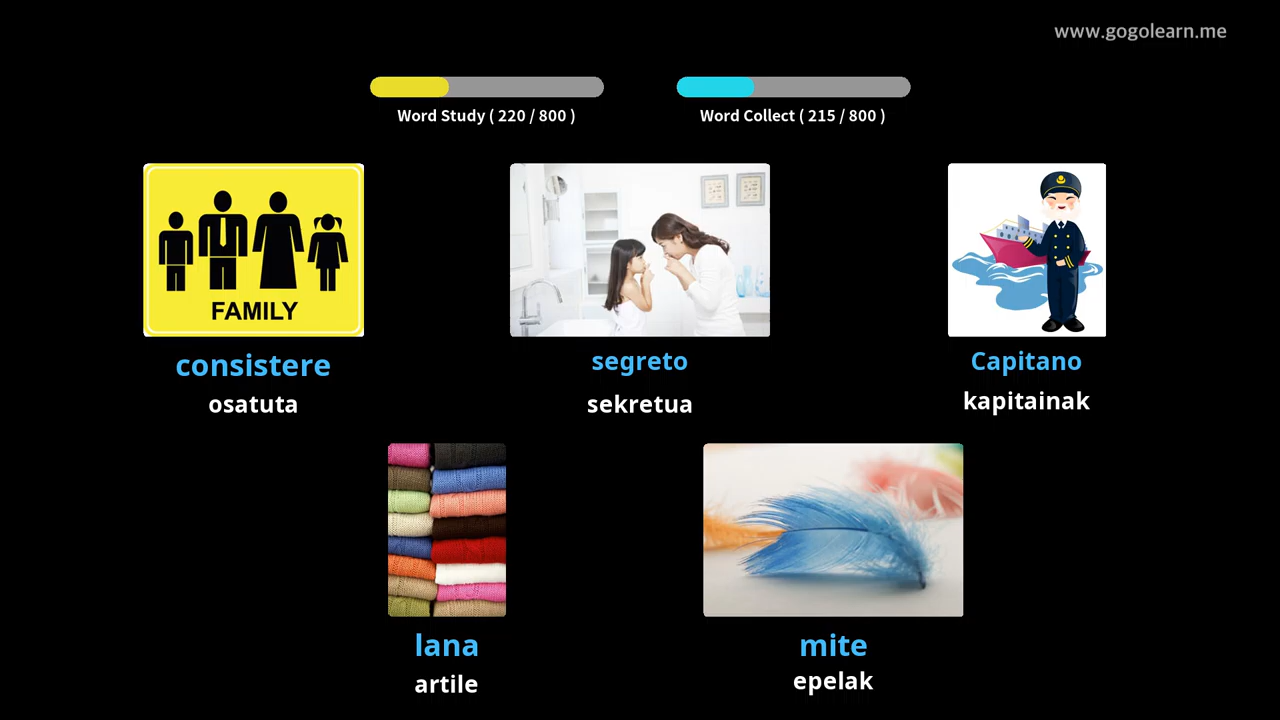 www.gogolearn.me
Word Study ( 220 / 800 )
Word Collect ( 215 / 800 )
FAMILY
consistere
osatuta
segreto
sekretua
Capitano
kapitainak
lana
artile
mite
epelak